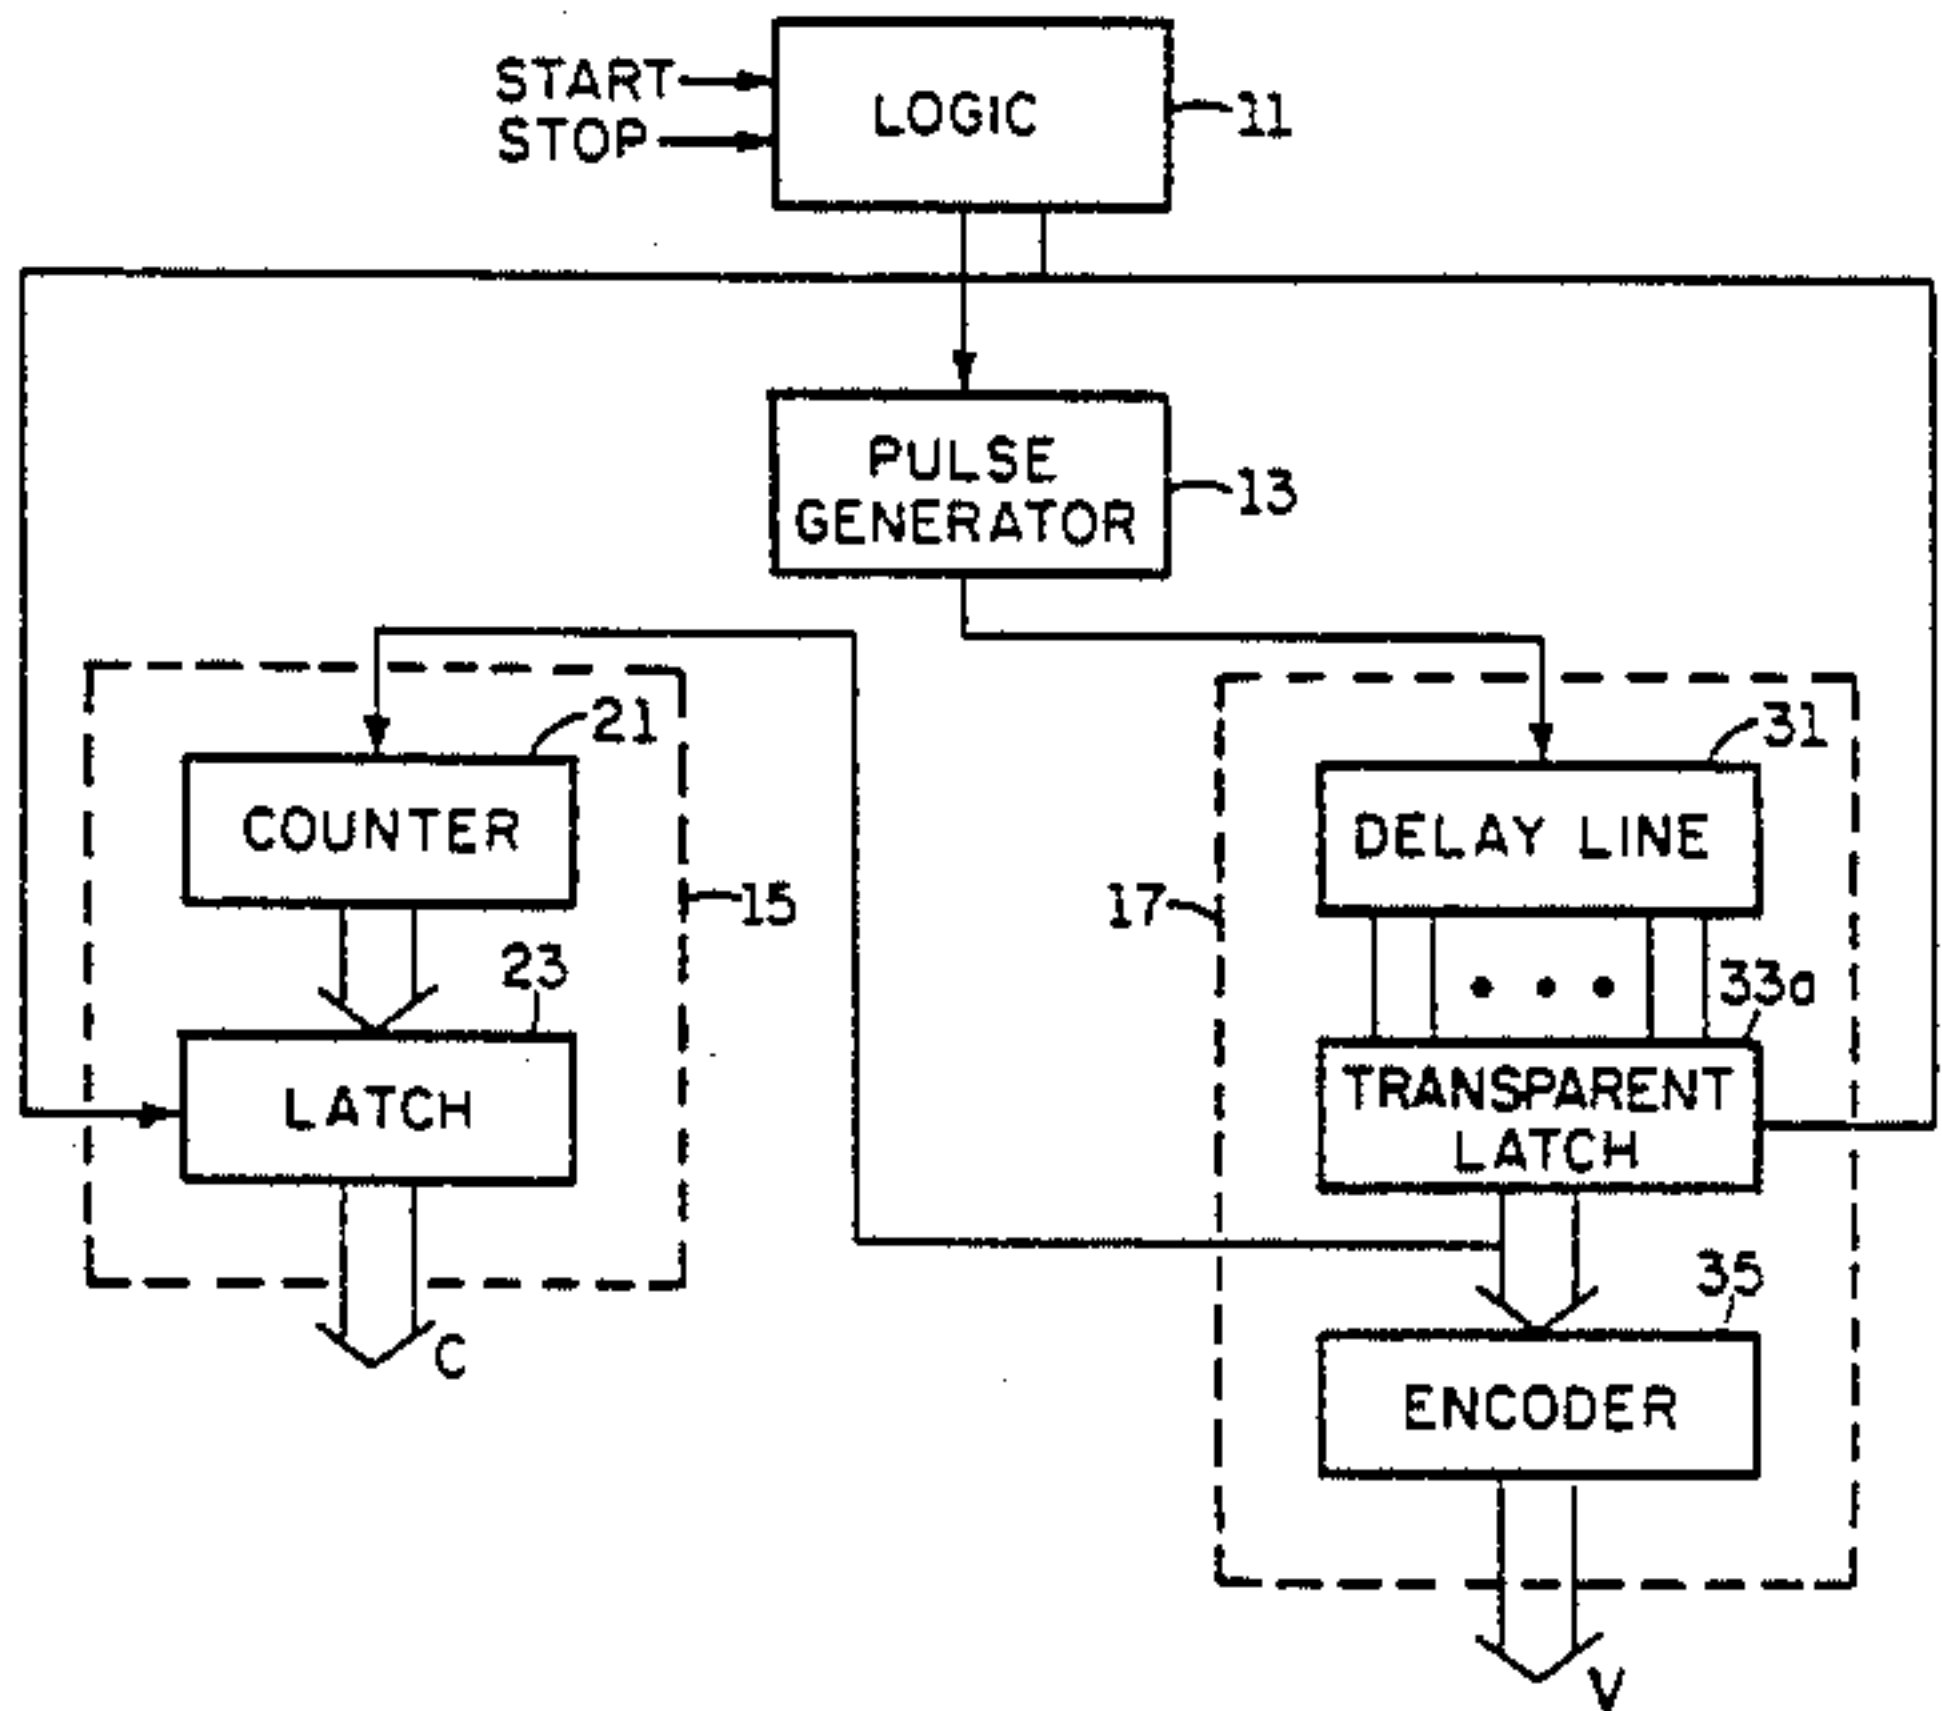 START
STOP
LOGIC
11
PULSE
GENERATOR
13
21
COUNTER
15
23
LATCH
C
31
DELAY LINE
17
33a
TRANSPARENT
LATCH
35
ENCODER
V